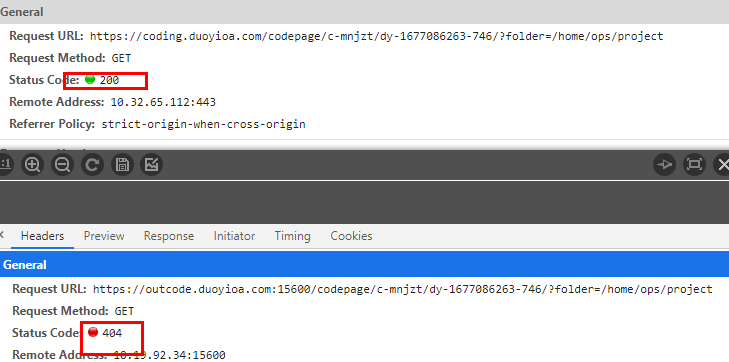 General
Request URL: https://coding.duoyioa.com/codepage/c-mnjzt/dy-1677086263-746/?folder=/home/ops/project
Request Method: GET
Status Code: 200
Remote Address: 10.32.65.112:443
Referrer Policy: strict-origin-when-cross-origin
:1
Headers Preview Response Initiator Timing Cookies
General
Request URL: https://outcode.duoyioa.com:15600/codepage/c-mnjzt/dy-1677086263-746/?folder=/home/ops/project
Request Method: GET
Status Code: 404
Remote Address: 10.19.92.34:15600